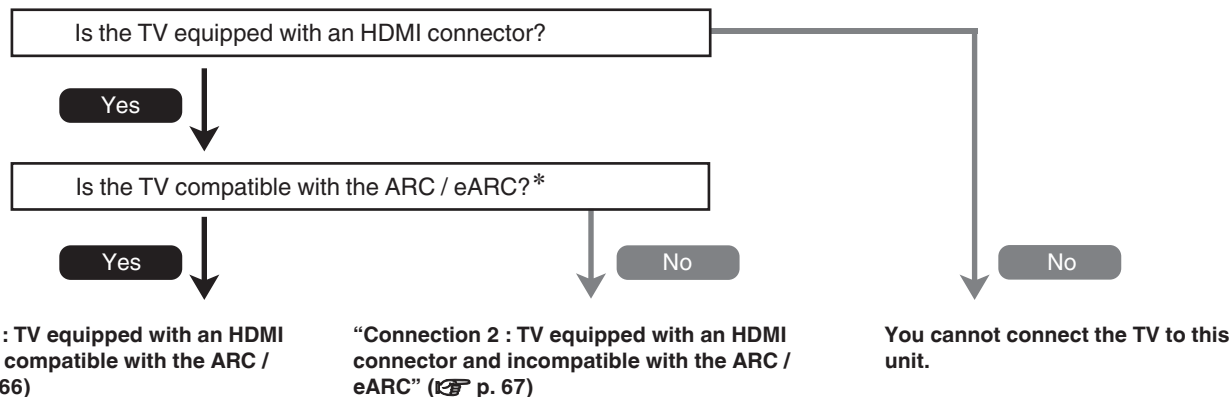 Is the TV equipped with an HDMI connector?
Yes
Is the TV compatible with the ARC / eARC?*
Yes
No
No
: TV equipped with an HDMI
compatible with the ARC /
66)
“Connection 2 : TV equipped with an HDMI
connector and incompatible with the ARC /
eARC” (☞ p. 67)
You cannot connect the TV to this
unit.